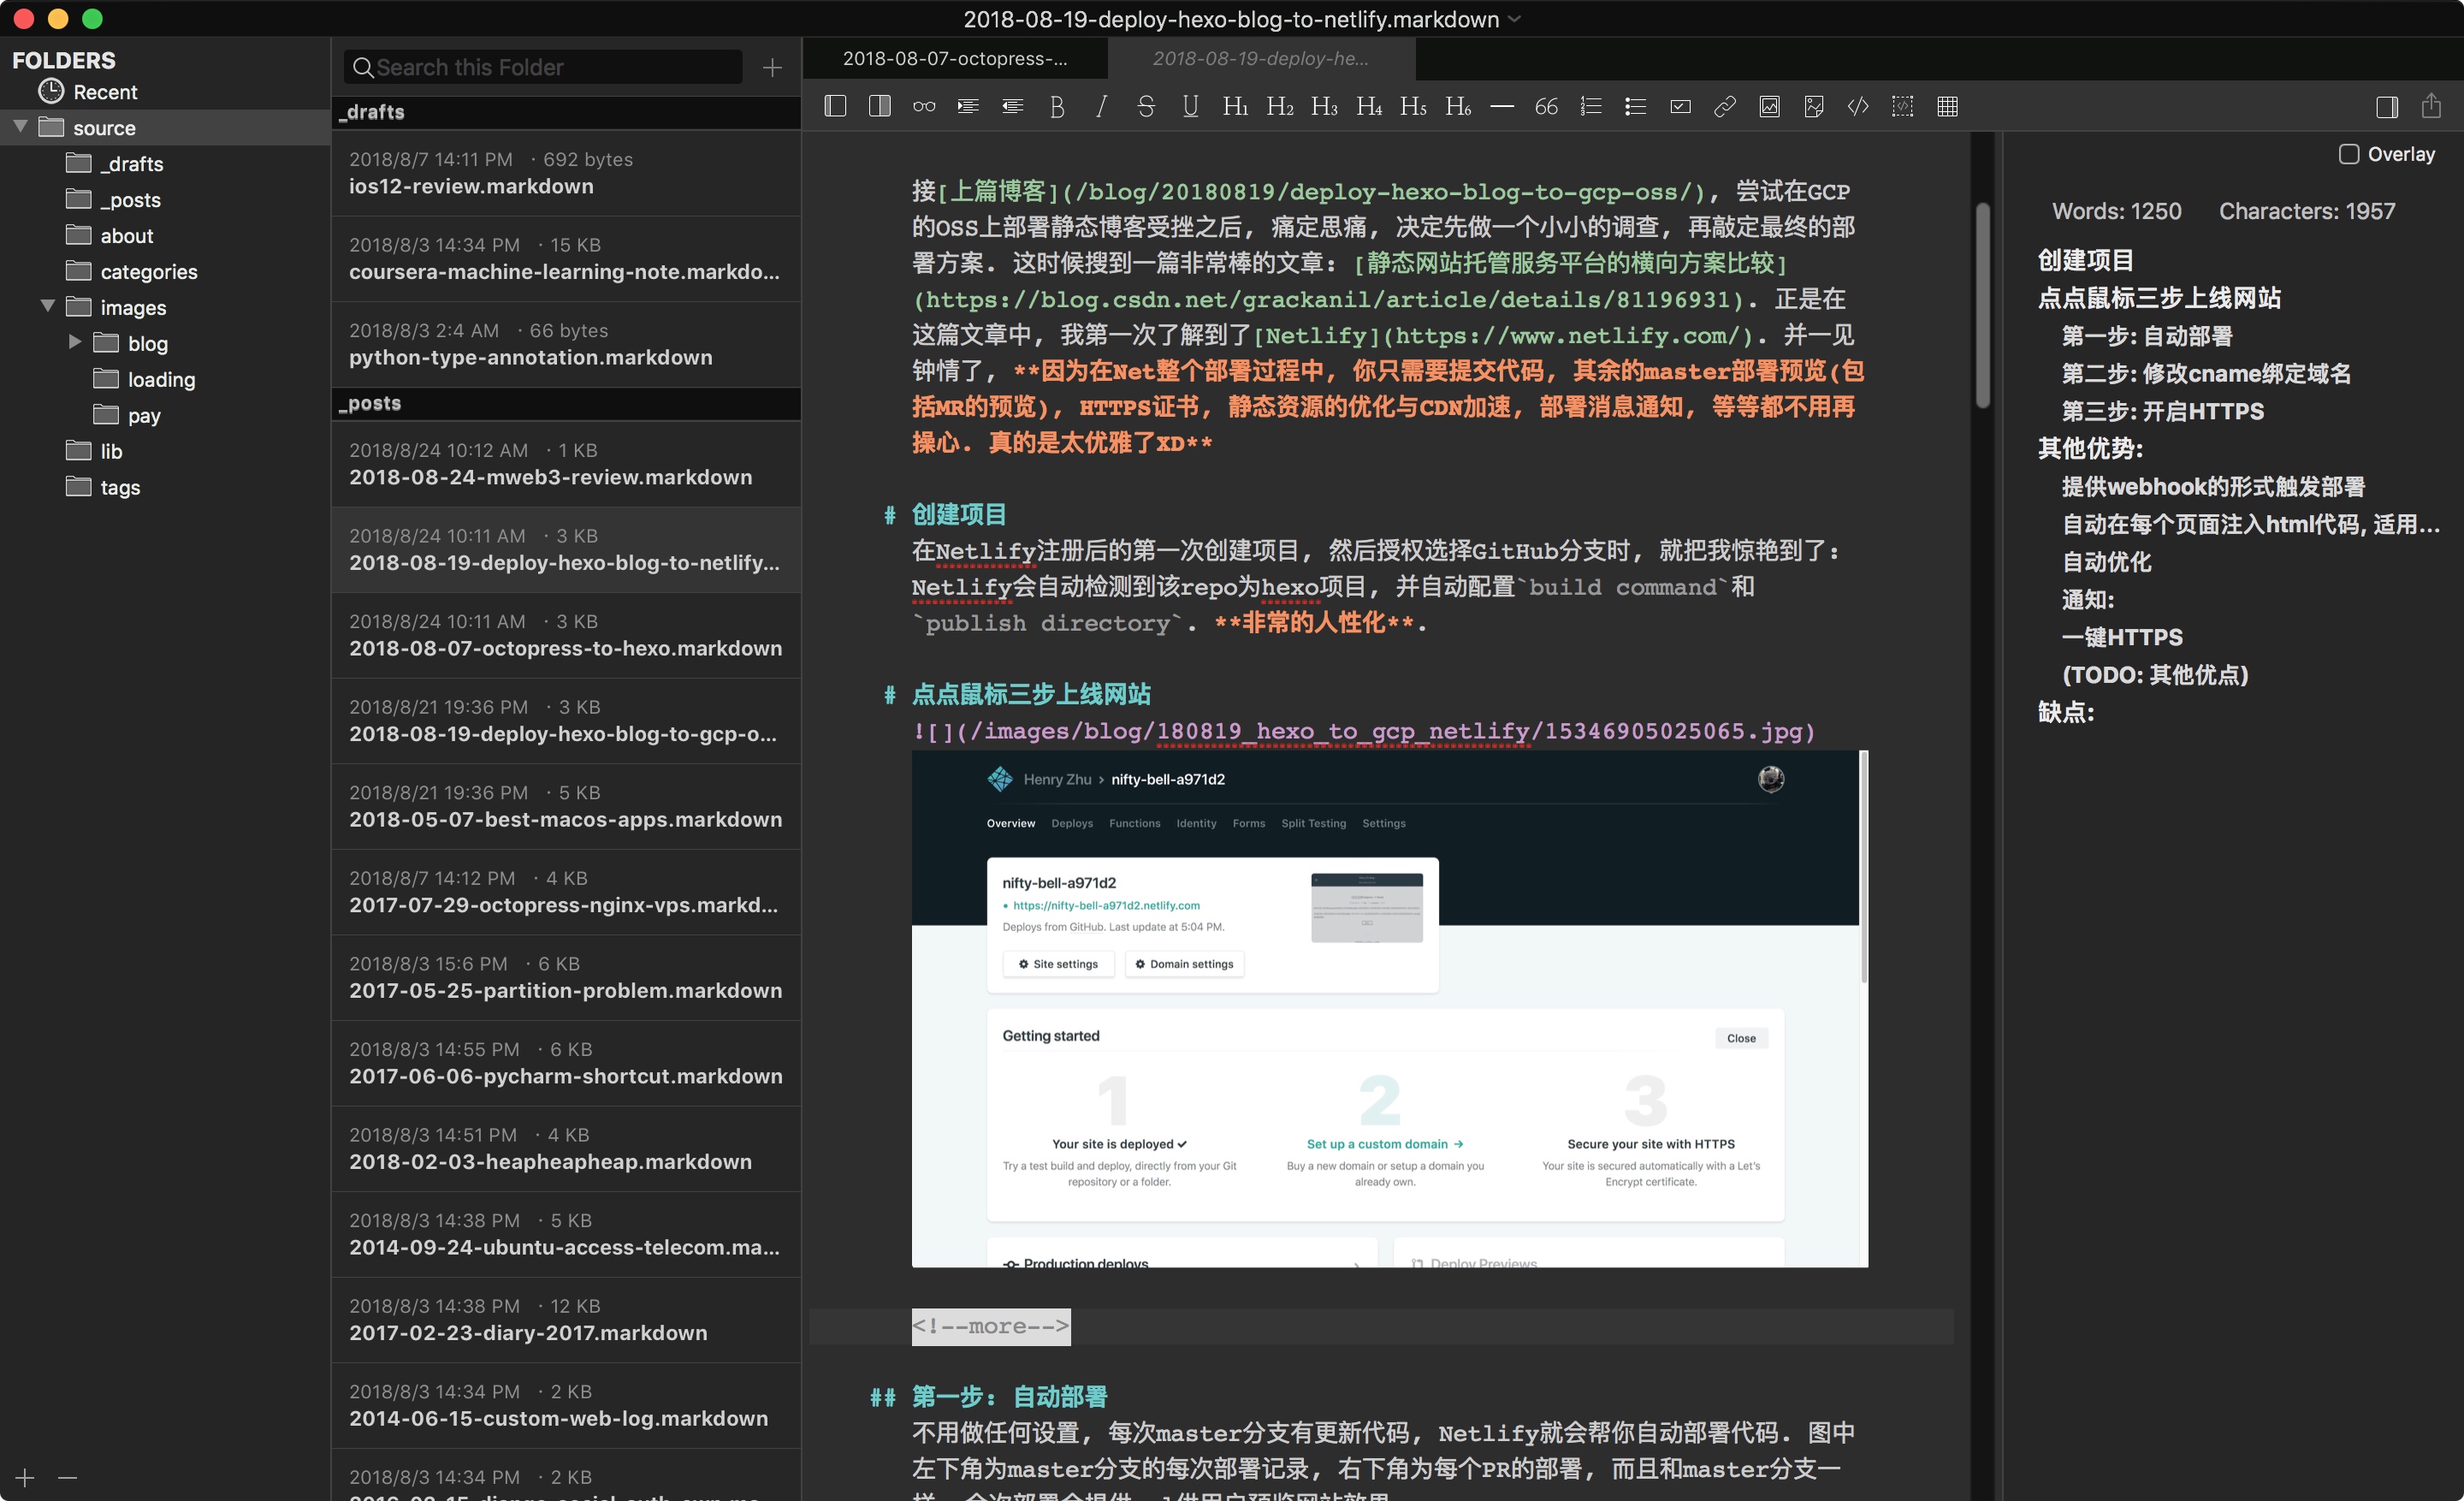 2018-08-19-deploy-hexo-blog-to-netlify.markdown
FOLDERS
Recent
source
_drafts
_posts
about
categories
images
blog
loading
pay
lib
tags
Search this Folder
_drafts
2018/8/7 14:11 PM · 692 bytes
ios12-review.markdown
2018/8/3 14:34 PM · 15 KB
coursera-machine-learning-note.markdo...
2018/8/3 2:4 AM · 66 bytes
python-type-annotation.markdown
_posts
2018/8/24 10:12 AM · 1 KB
2018-08-24-mweb3-review.markdown
2018/8/24 10:11 AM · 3 KB
2018-08-19-deploy-hexo-blog-to-netlify...
2018/8/24 10:11 AM · 3 KB
2018-08-07-octopress-to-hexo.markdown
2018/8/21 19:36 PM · 3 KB
2018-08-19-deploy-hexo-blog-to-gcp-o...
2018/8/21 19:36 PM · 5 KB
2018-05-07-best-macos-apps.markdown
2018/8/7 14:12 PM · 4 KB
2017-07-29-octopress-nginx-vps.markd...
2018/8/3 15:6 PM · 6 KB
2017-05-25-partition-problem.markdown
2018/8/3 14:55 PM · 6 KB
2017-06-06-pycharm-shortcut.markdown
2018/8/3 14:51 PM · 4 KB
2018-02-03-heapheapheap.markdown
2018/8/3 14:38 PM · 5 KB
2014-09-24-ubuntu-access-telecom.ma...
2018/8/3 14:38 PM · 12 KB
2017-02-23-diary-2017.markdown
2018/8/3 14:34 PM · 2 KB
2014-06-15-custom-web-log.markdown
2018/8/3 14:34 PM · 2 KB
2018-08-07-octopress-...
2018-08-19-deploy-he...
B I S U H1 H2 H3 H4 H5 H6 — 66
接[上篇博客](/blog/20180819/deploy-hexo-blog-to-gcp-oss/), 尝试在GCP
的OSS上部署静态博客受挫之后, 痛定思痛, 决定先做一个小小的调查, 再敲定最终的部
署方案. 这时候搜到一篇非常棒的文章: [静态网站托管服务平台的横向方案比较]
(https://blog.csdn.net/grackanil/article/details/81196931). 正是在
这篇文章中, 我第一次了解到了[Netlify](https://www.netlify.com/). 并一见
钟情了, **因为在Net整个部署过程中, 你只需要提交代码, 其余的master部署预览(包
括MR的预览), HTTPS证书, 静态资源的优化与CDN加速, 部署消息通知, 等等都不用再
操心. 真的是太优雅了XD**
# 创建项目
在Netlify注册后的第一次创建项目, 然后授权选择GitHub分支时, 就把我惊艳到了:
Netlify会自动检测到该repo为hexo项目, 并自动配置`build command`和
`publish directory`. **非常的人性化**.
# 点点鼠标三步上线网站
![](/images/blog/180819_hexo_to_gcp_netlify/15346905025065.jpg)
Henry Zhu › nifty-bell-a971d2
Overview Deploys Functions Identity Forms Split Testing Settings
nifty-bell-a971d2
• https://nifty-bell-a971d2.netlify.com
Deploys from GitHub. Last update at 5:04 PM.
Site settings Domain settings
Getting started
Close
1 2 3
Your site is deployed ✓
Try a test build and deploy, directly from your Git
repository or a folder.
Set up a custom domain →
Buy a new domain or setup a domain you
already own.
Secure your site with HTTPS
Your site is secured automatically with a Let's
Encrypt certificate.
Production deploys
Deploy Previews
<!--more-->
## 第一步: 自动部署
不用做任何设置, 每次master分支有更新代码, Netlify就会帮你自动部署代码. 图中
左下角为master分支的每次部署记录, 右下角为每个PR的部署, 而且和master分支一
Overlay
Words: 1250 Characters: 1957
创建项目
点点鼠标三步上线网站
第一步: 自动部署
第二步: 修改cname绑定域名
第三步: 开启HTTPS
其他优势:
提供webhook的形式触发部署
自动在每个页面注入html代码, 适用...
自动优化
通知:
一键HTTPS
(TODO: 其他优点)
缺点: